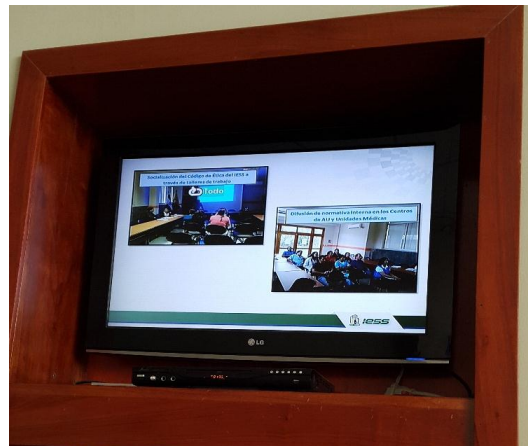 Socialización del Código de Ética del IESS a
través de talleres de trabajo
Todo
Difusión de normativa interna en los Centros
de AU y Unidades Médicas
IESS
LG